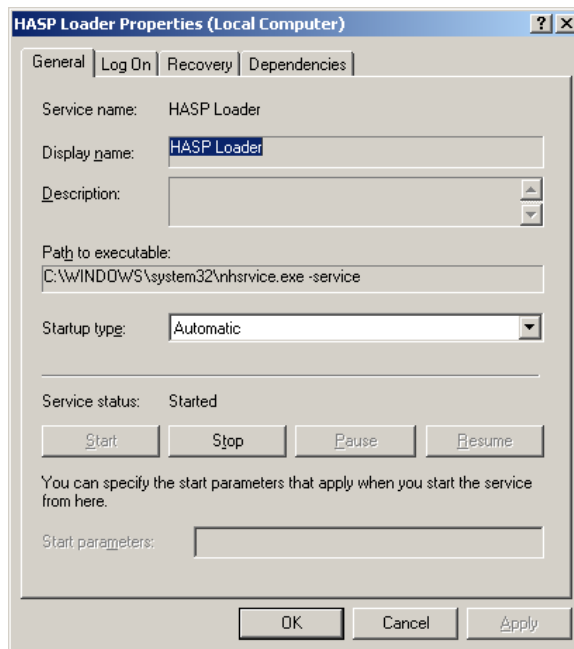 HASP Loader Properties (Local Computer)
General Log On Recovery Dependencies
Service name: HASP Loader
Display name: HASP Loader
Description:
Path to executable:
C:\WINDOWS\system32\nhsrvice.exe -service
Startup type: Automatic
Service status: Started
Start Stop Pause Resume
You can specify the start parameters that apply when you start the service
from here.
Start parameters:
OK Cancel Apply